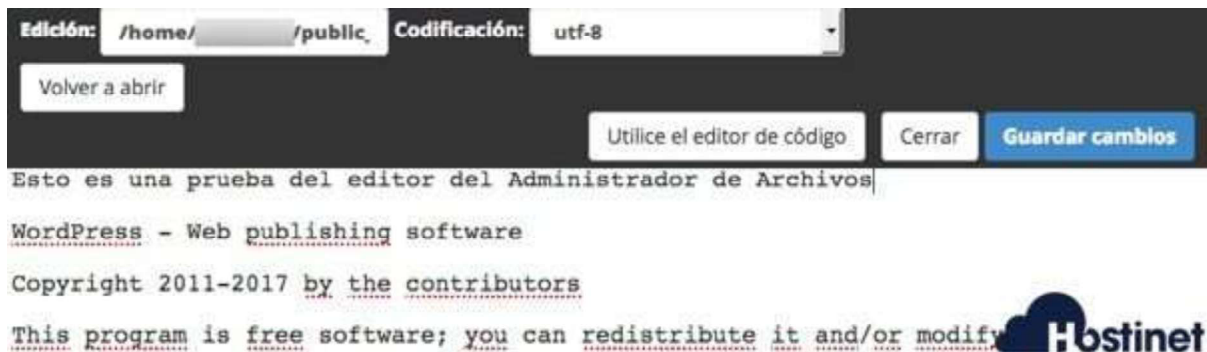 Edición: /home/ /public_ Codificación: utf-8
Volver a abrir
Utilice el editor de código Cerrar Guardar cambios
Esto es una prueba del editor del Administrador de Archivos
WordPress - Web publishing software
Copyright 2011-2017 by the contributors
This program is free software; you can redistribute it and/or modify
Hostinet